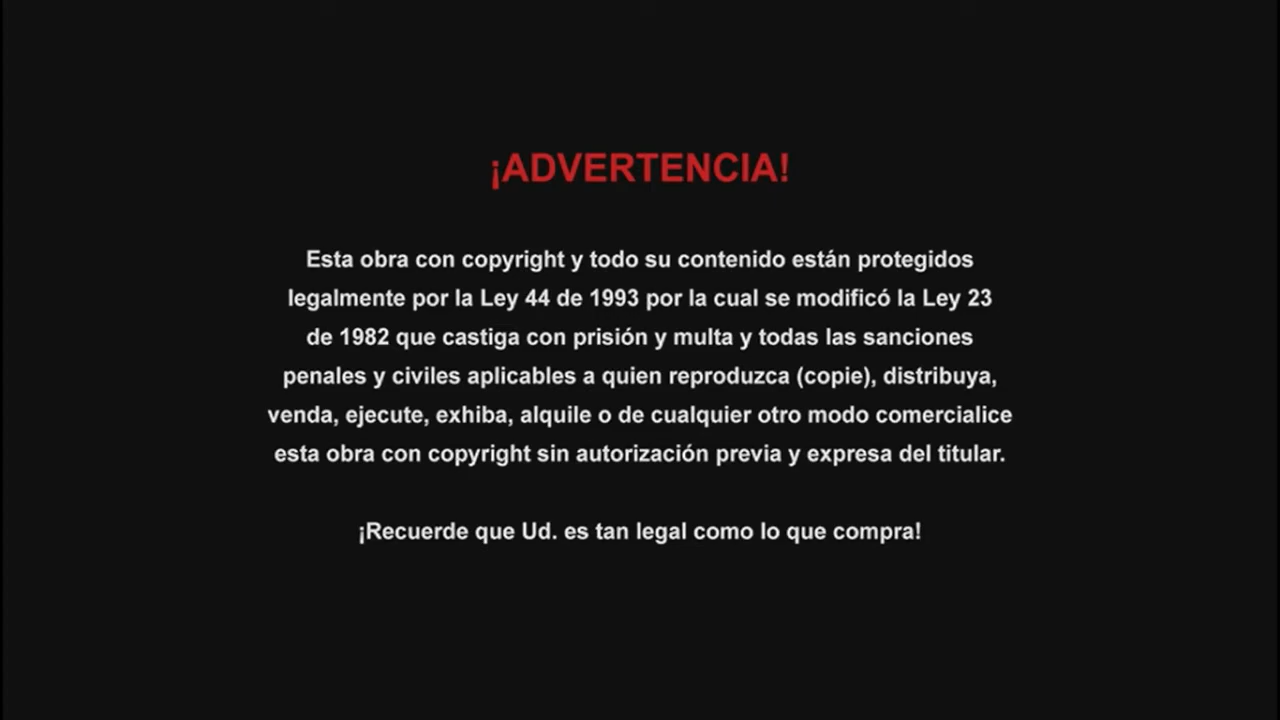 ¡ADVERTENCIA!
Esta obra con copyright y todo su contenido están protegidos
legalmente por la Ley 44 de 1993 por la cual se modificó la Ley 23
de 1982 que castiga con prisión y multa y todas las sanciones
penales y civiles aplicables a quien reproduzca (copie), distribuya,
venda, ejecute, exhiba, alquile o de cualquier otro modo comercialice
esta obra con copyright sin autorización previa y expresa del titular.
¡Recuerde que Ud. es tan legal como lo que compra!